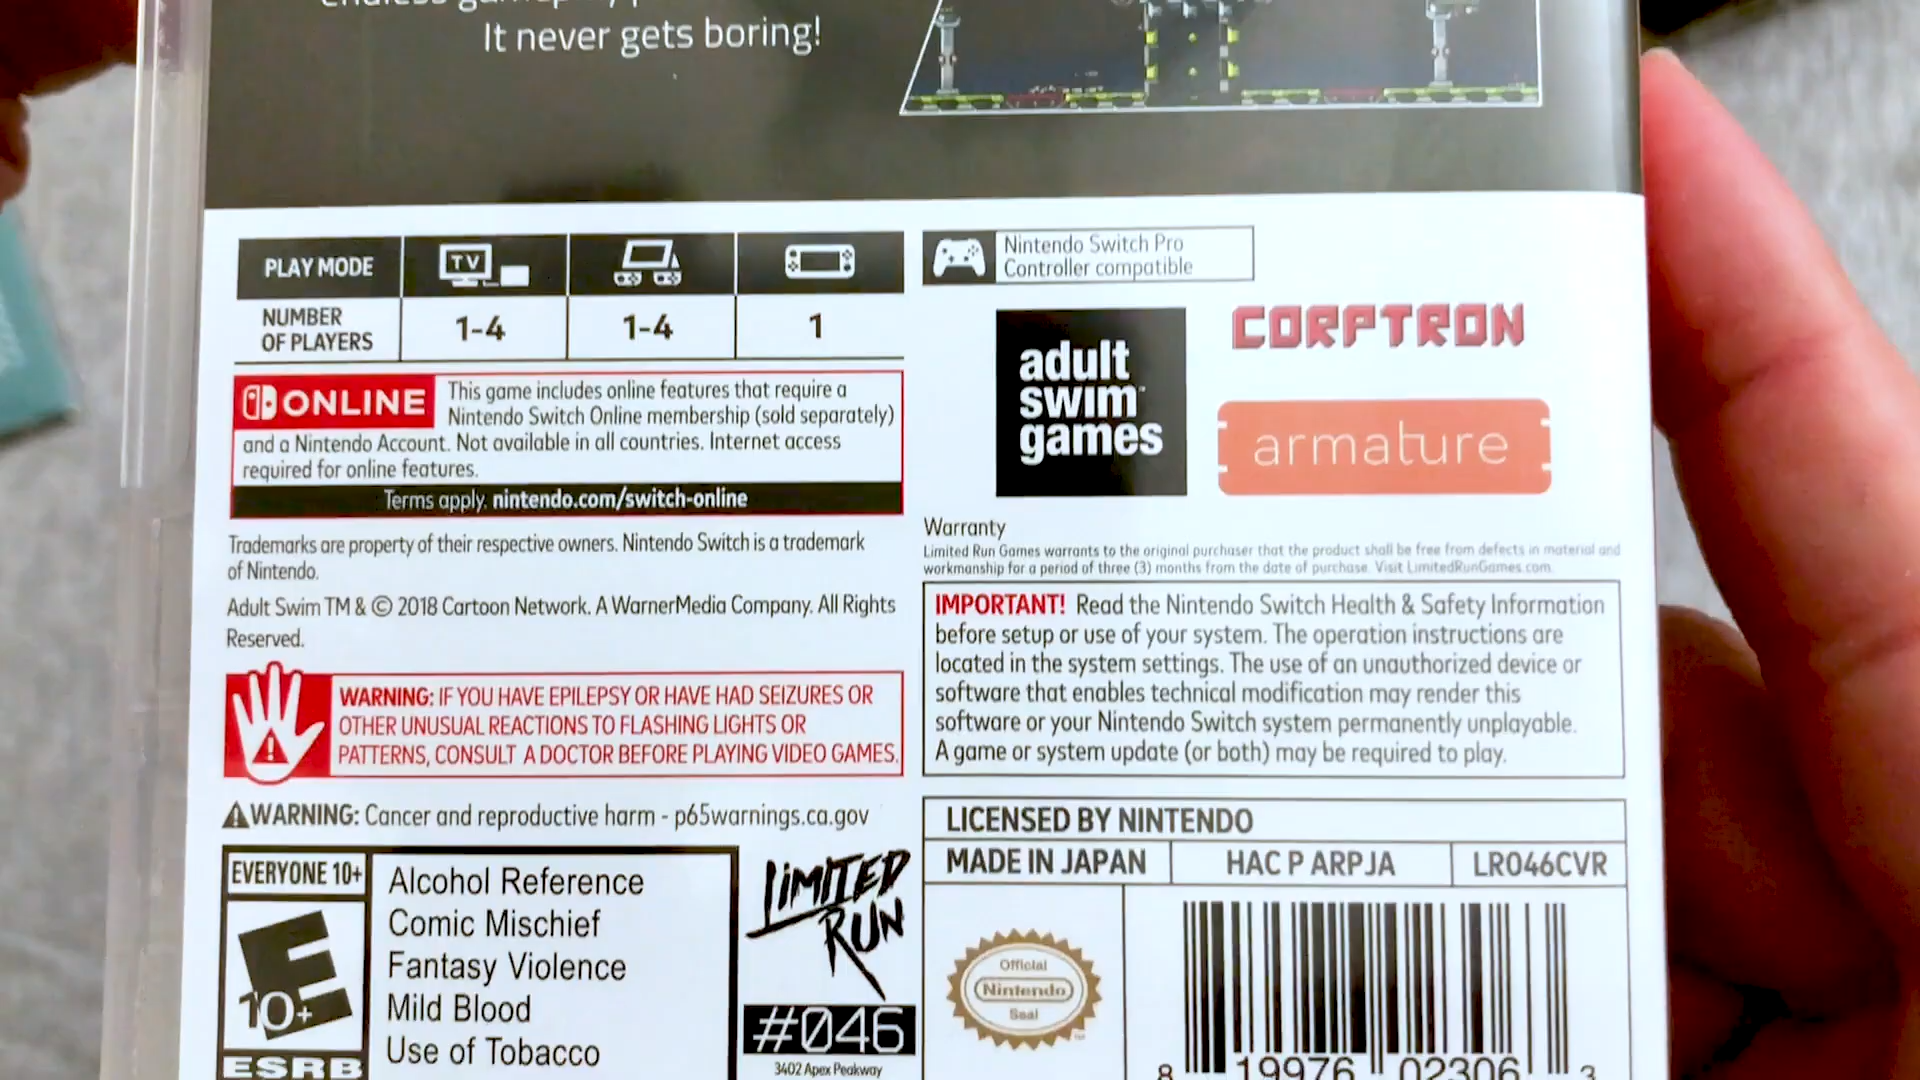 It never gets boring!
PLAY MODE
TV
NUMBER
OF PLAYERS
1-4
1-4
1
ONLINE
This game includes online features that require a
Nintendo Switch Online membership (sold separately)
and a Nintendo Account. Not available in all countries. Internet access
required for online features.
Terms apply. nintendo.com/switch-online
Trademarks are property of their respective owners. Nintendo Switch is a trademark
of Nintendo.
Adult Swim TM & © 2018 Cartoon Network. A WarnerMedia Company. All Rights
Reserved.
WARNING: IF YOU HAVE EPILEPSY OR HAVE HAD SEIZURES OR
OTHER UNUSUAL REACTIONS TO FLASHING LIGHTS OR
PATTERNS, CONSULT A DOCTOR BEFORE PLAYING VIDEO GAMES.
WARNING: Cancer and reproductive harm - p65warnings.ca.gov
EVERYONE 10+
E
10+
ESRB
Alcohol Reference
Comic Mischief
Fantasy Violence
Mild Blood
Use of Tobacco
LIMITED
RUN
#046
3402 Apex Peakway
Nintendo Switch Pro
Controller compatible
adult
swim™
games
CORPTRON
armature
Warranty
Limited Run Games warrants to the original purchaser that the product shall be free from defects in material and
workmanship for a period of three (3) months from the date of purchase. Visit LimitedRunGames.com.
IMPORTANT! Read the Nintendo Switch Health & Safety Information
before setup or use of your system. The operation instructions are
located in the system settings. The use of an unauthorized device or
software that enables technical modification may render this
software or your Nintendo Switch system permanently unplayable.
A game or system update (or both) may be required to play.
LICENSED BY NINTENDO
MADE IN JAPAN
HAC P ARPJA
LR046CVR
Official
Nintendo
Seal
™
8 19976 02306 3